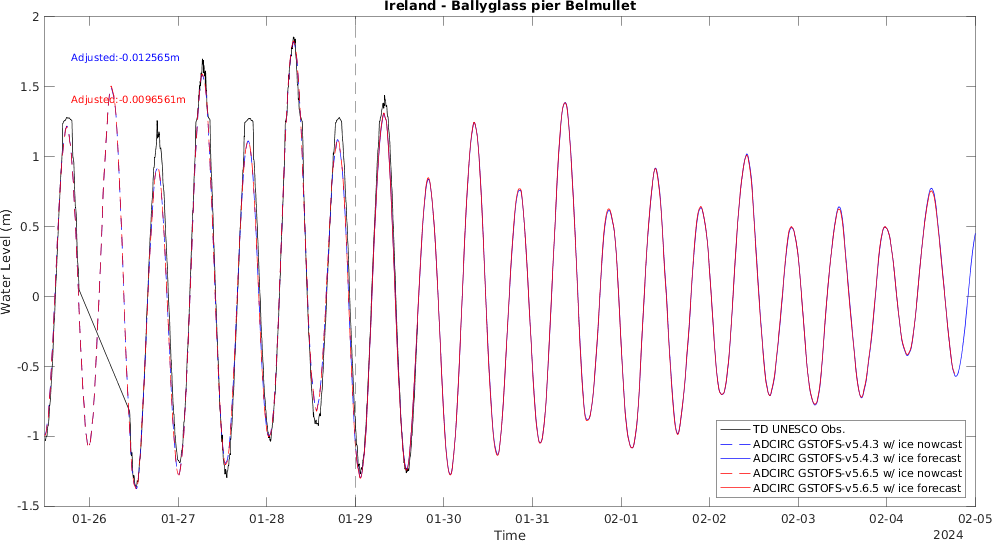 Ireland - Ballyglass pier Belmullet
2
1.5
1
0.5
0
-0.5
-1
-1.5
Water Level (m)
Adjusted:-0.012565m
Adjusted:-0.0096561m
TD UNESCO Obs.
ADCIRC GSTOFS-v5.4.3 w/ ice nowcast
ADCIRC GSTOFS-v5.4.3 w/ ice forecast
ADCIRC GSTOFS-v5.6.5 w/ ice nowcast
ADCIRC GSTOFS-v5.6.5 w/ ice forecast
01-26 01-27 01-28 01-29 01-30 01-31 02-01 02-02 02-03 02-04 02-05
Time
2024